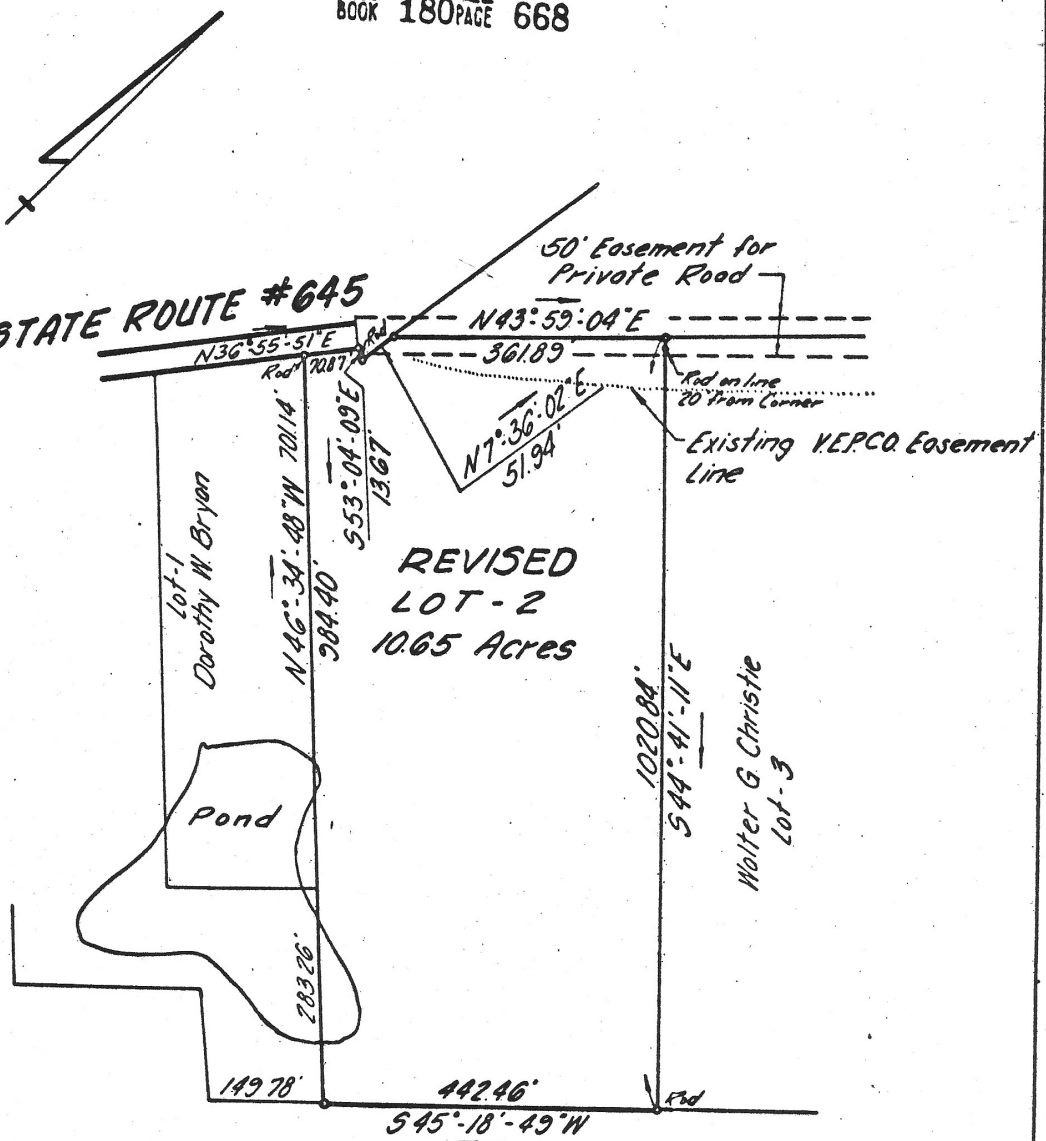 BOOK 180 PAGE 668
STATE ROUTE #645
50' Easement for
Private Road
N43°-59'-04"E
361.89'
N36°-55'-51"E
Rod
70.87'
Rod
Rod on line
20' from Corner
Existing V.E.P.CO. Easement
Line
S53°-04'-09"E
13.67'
N7°-36'-02"E
51.94'
Lot-1
Dorothy W. Bryan
N46°-34'-48"W 701.14'
984.40'
REVISED
LOT-2
10.65 Acres
1020.84'
S44°-41'-11"E
Walter G. Christie
Lot-3
Pond
283.26'
149.78'
442.46'
Rod
S45°-18'-49"W